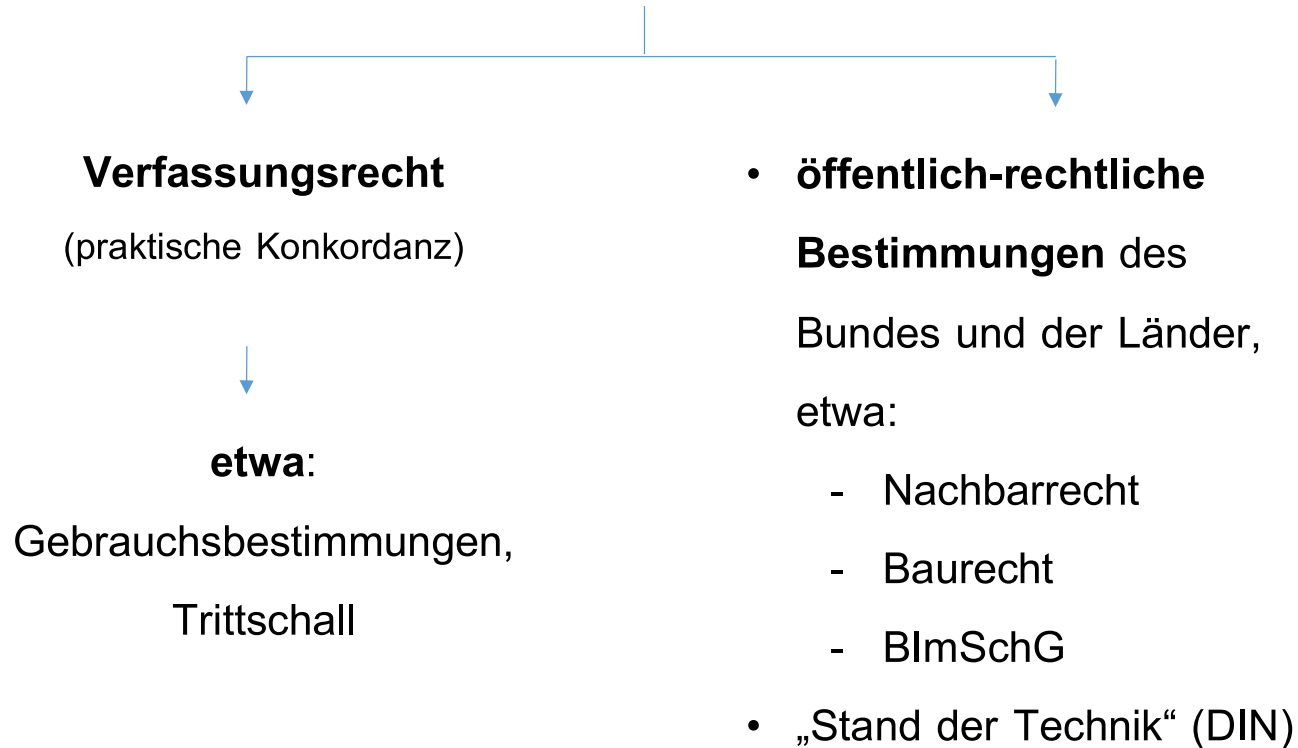 Verfassungsrecht
(praktische Konkordanz)
etwa:
Gebrauchsbestimmungen,
Trittschall
• öffentlich-rechtliche
Bestimmungen des
Bundes und der Länder,
etwa:
- Nachbarrecht
- Baurecht
- BImSchG
• „Stand der Technik“ (DIN)